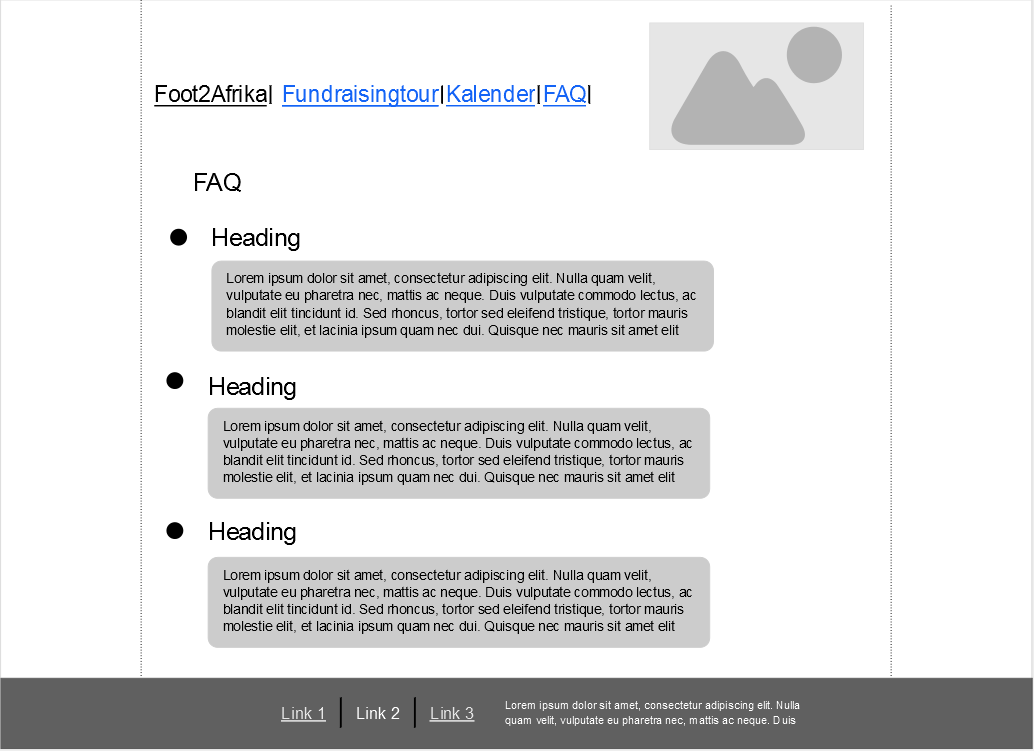 Foot2Afrika| Fundraisingtour|Kalender|FAQ|
FAQ
Heading
Lorem ipsum dolor sit amet, consectetur adipiscing elit. Nulla quam velit,
vulputate eu pharetra nec, mattis ac neque. Duis vulputate commodo lectus, ac
blandit elit tincidunt id. Sed rhoncus, tortor sed eleifend tristique, tortor mauris
molestie elit, et lacinia ipsum quam nec dui. Quisque nec mauris sit amet elit
Heading
Lorem ipsum dolor sit amet, consectetur adipiscing elit. Nulla quam velit,
vulputate eu pharetra nec, mattis ac neque. Duis vulputate commodo lectus, ac
blandit elit tincidunt id. Sed rhoncus, tortor sed eleifend tristique, tortor mauris
molestie elit, et lacinia ipsum quam nec dui. Quisque nec mauris sit amet elit
Heading
Lorem ipsum dolor sit amet, consectetur adipiscing elit. Nulla quam velit,
vulputate eu pharetra nec, mattis ac neque. Duis vulputate commodo lectus, ac
blandit elit tincidunt id. Sed rhoncus, tortor sed eleifend tristique, tortor mauris
molestie elit, et lacinia ipsum quam nec dui. Quisque nec mauris sit amet elit
Link 1 | Link 2 | Link 3
Lorem ipsum dolor sit amet, consectetur adipiscing elit. Nulla
quam velit, vulputate eu pharetra nec, mattis ac neque. Duis